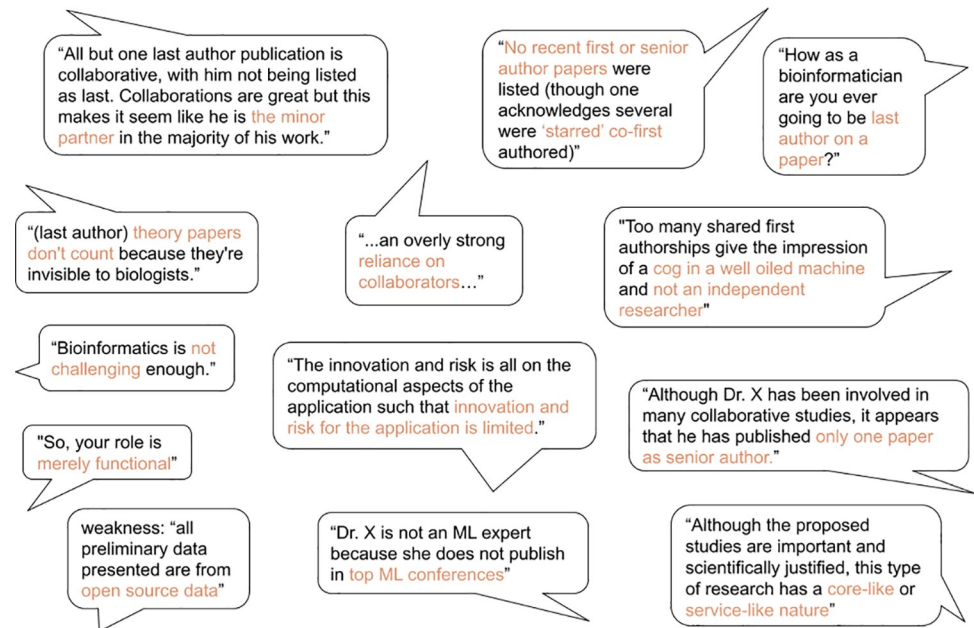 “All but one last author publication is
collaborative, with him not being listed
as last. Collaborations are great but this
makes it seem like he is the minor
partner in the majority of his work.”
“No recent first or senior
author papers were
listed (though one
acknowledges several
were ‘starred’ co-first
authored)”
“How as a
bioinformatician
are you ever
going to be last
author on a
paper?”
“(last author) theory papers
don't count because they're
invisible to biologists.”
“...an overly strong
reliance on
collaborators…”
"Too many shared first
authorships give the impression
of a cog in a well oiled machine
and not an independent
researcher"
“Bioinformatics is not
challenging enough.”
“The innovation and risk is all on the
computational aspects of the
application such that innovation and
risk for the application is limited.”
“Although Dr. X has been involved in
many collaborative studies, it appears
that he has published only one paper
as senior author.”
"So, your role is
merely functional”
weakness: “all
preliminary data
presented are from
open source data”
“Dr. X is not an ML expert
because she does not publish
in top ML conferences”
“Although the proposed
studies are important and
scientifically justified, this type
of research has a core-like or
service-like nature”